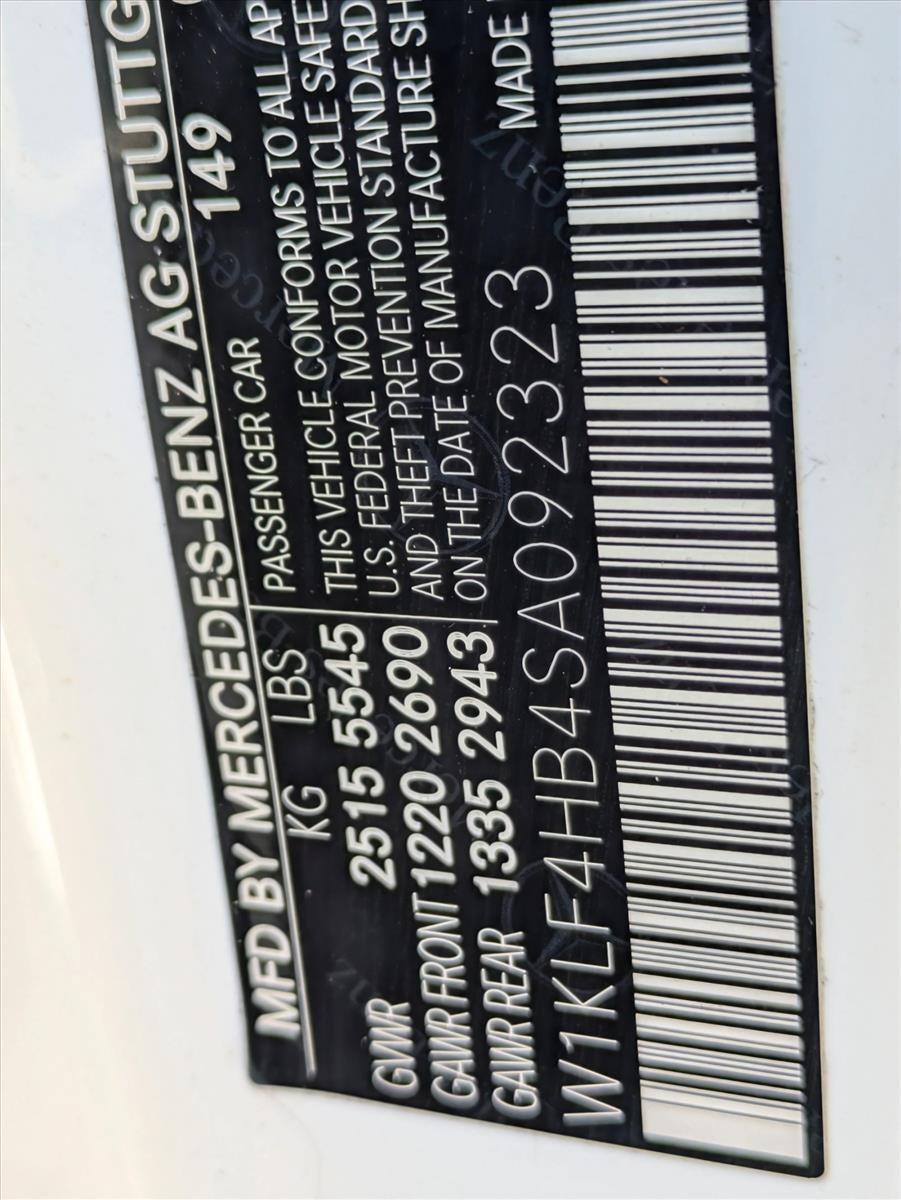 MFD BY MERCEDES-BENZ AG STUTTG
149
KG LBS
GVWR 2515 5545
GAWR FRONT 1220 2690
GAWR REAR 1335 2943
PASSENGER CAR
THIS VEHICLE CONFORMS TO ALL AP
U.S. FEDERAL MOTOR VEHICLE SAFE
AND THEFT PREVENTION STANDARD
ON THE DATE OF MANUFACTURE SH
MADE
W1KLF4HB4SA092323